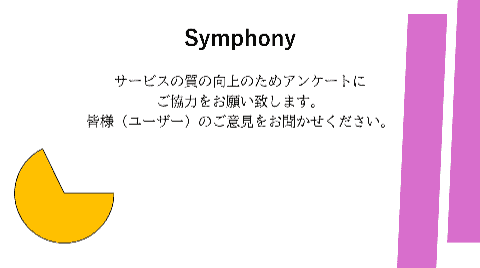 Symphony
サービスの質の向上のためアンケートに
ご協力をお願い致します。
皆様（ユーザー）のご意見をお聞かせください。